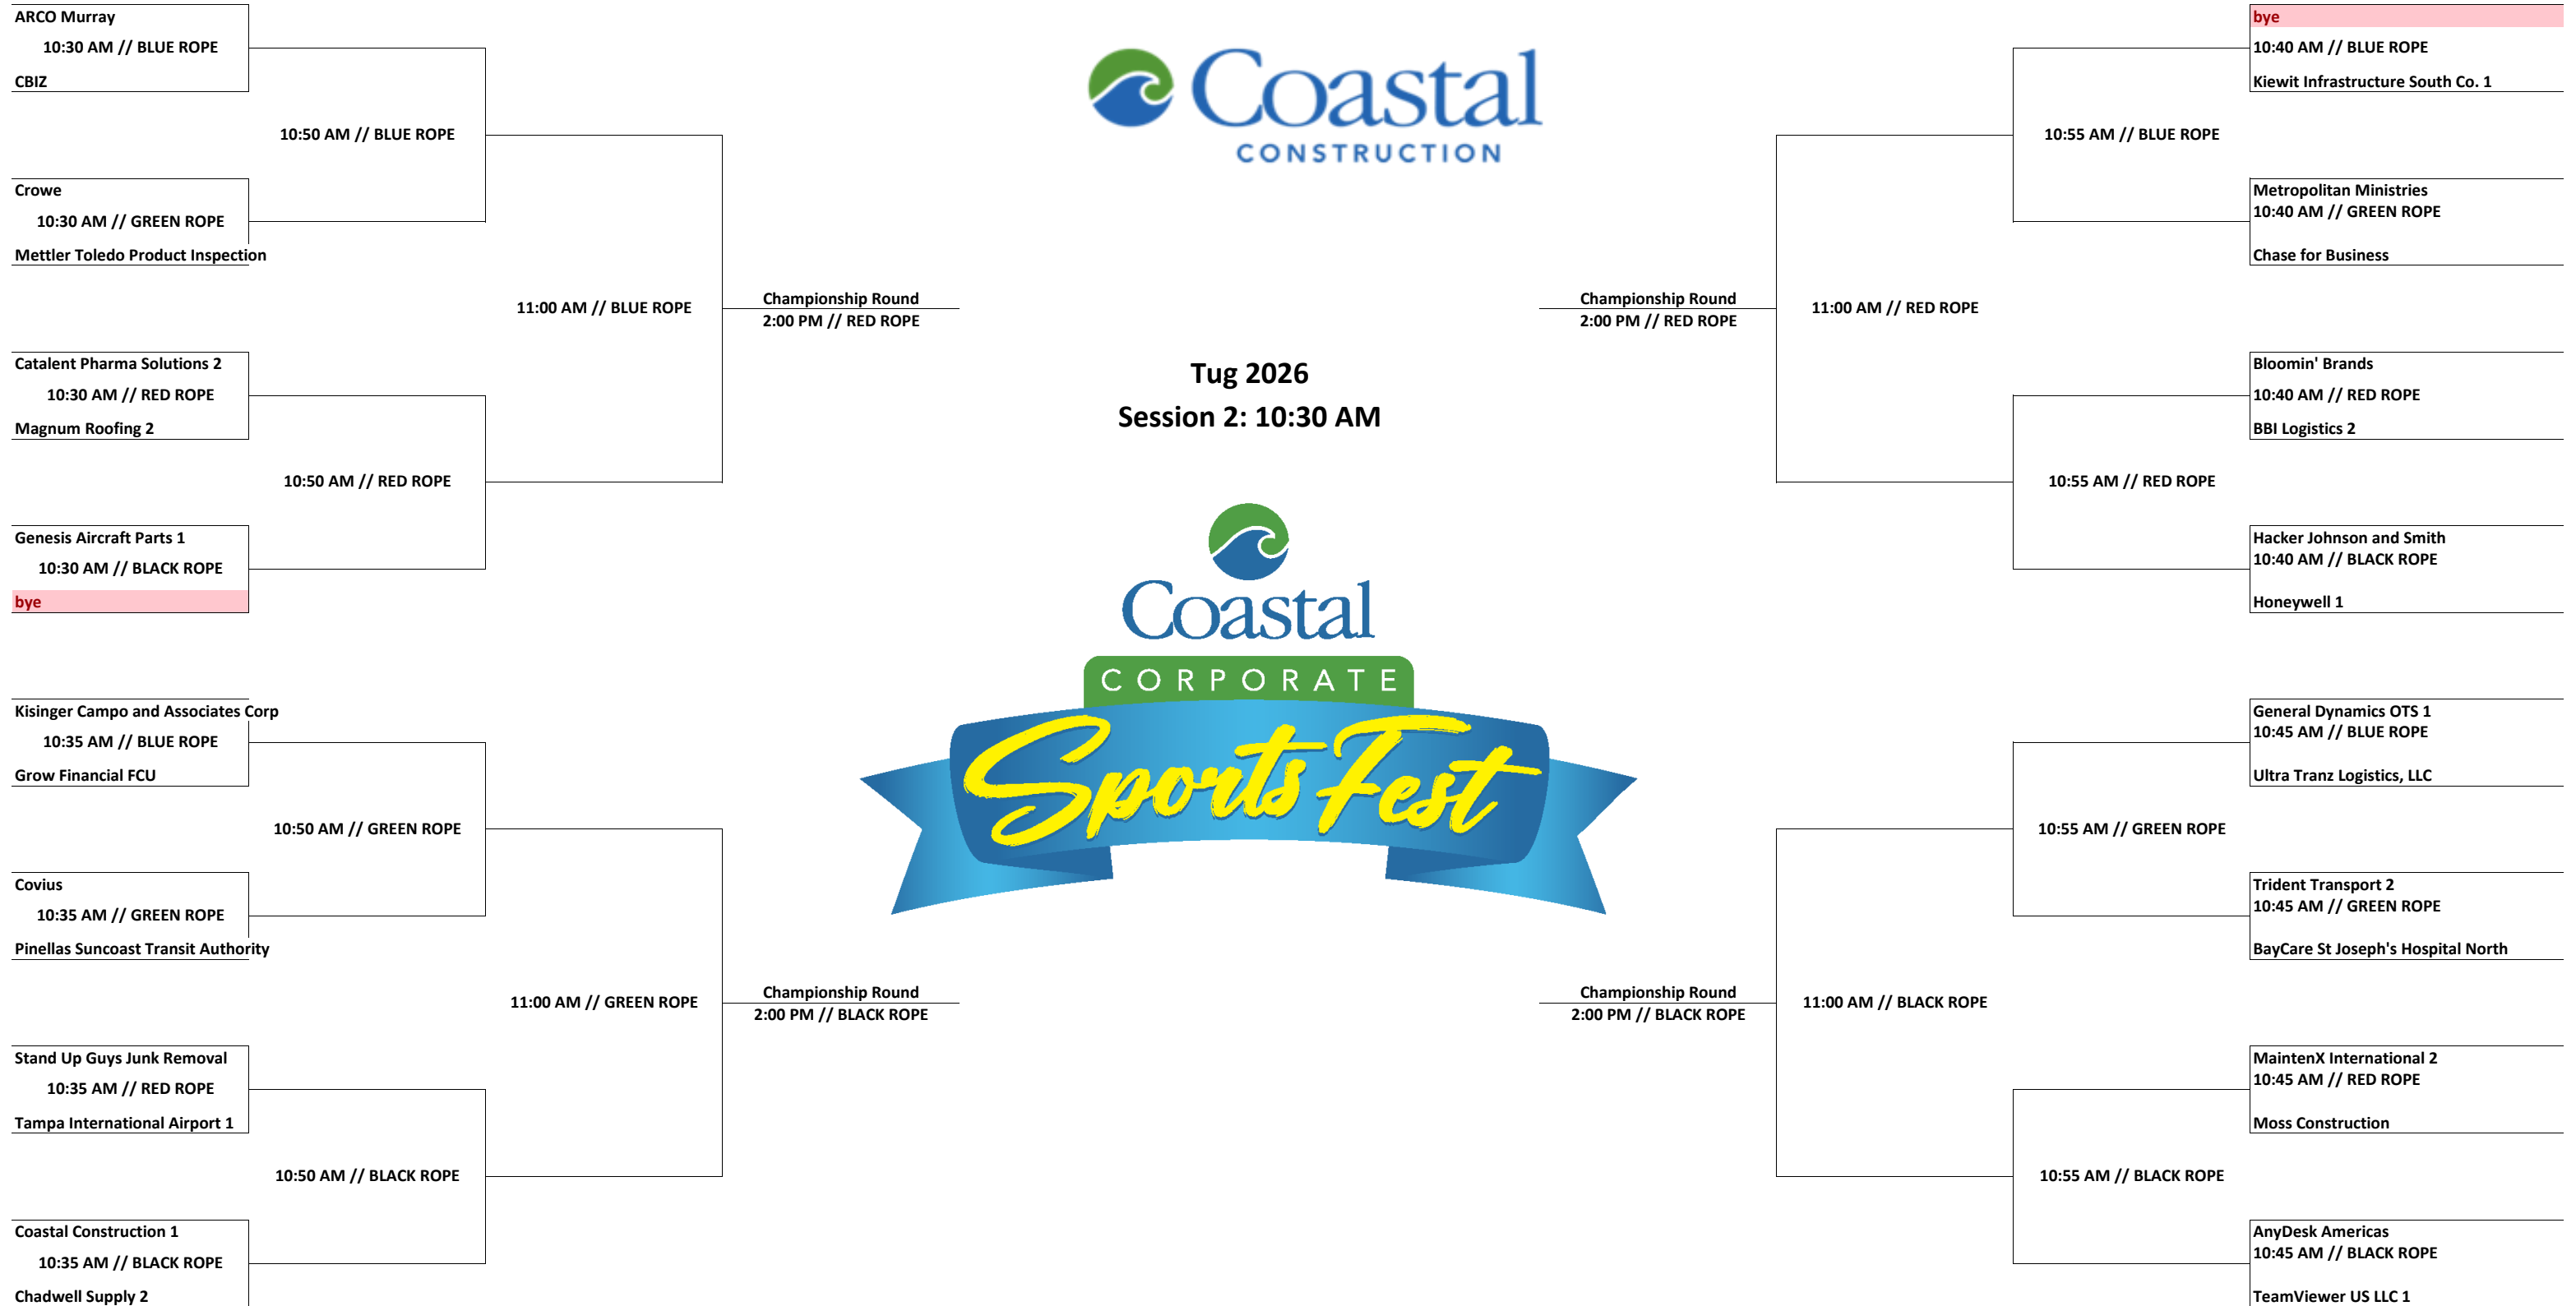 ARCO Murray
10:30 AM // BLUE ROPE
CBIZ
10:50 AM // BLUE ROPE
Crowe
10:30 AM // GREEN ROPE
Mettler Toledo Product Inspection
11:00 AM // BLUE ROPE
Championship Round
2:00 PM // RED ROPE
Catalent Pharma Solutions 2
10:30 AM // RED ROPE
Magnum Roofing 2
10:50 AM // RED ROPE
Genesis Aircraft Parts 1
10:30 AM // BLACK ROPE
bye
Kisinger Campo and Associates Corp
10:35 AM // BLUE ROPE
Grow Financial FCU
10:50 AM // GREEN ROPE
Covius
10:35 AM // GREEN ROPE
Pinellas Suncoast Transit Authority
11:00 AM // GREEN ROPE
Championship Round
2:00 PM // BLACK ROPE
Stand Up Guys Junk Removal
10:35 AM // RED ROPE
Tampa International Airport 1
10:50 AM // BLACK ROPE
Coastal Construction 1
10:35 AM // BLACK ROPE
Chadwell Supply 2
Coastal
CONSTRUCTION
Tug 2026
Session 2: 10:30 AM
Coastal
CORPORATE
Sports Fest
bye
10:40 AM // BLUE ROPE
Kiewit Infrastructure South Co. 1
10:55 AM // BLUE ROPE
Metropolitan Ministries
10:40 AM // GREEN ROPE
Chase for Business
Championship Round
2:00 PM // RED ROPE
11:00 AM // RED ROPE
Bloomin' Brands
10:40 AM // RED ROPE
BBI Logistics 2
10:55 AM // RED ROPE
Hacker Johnson and Smith
10:40 AM // BLACK ROPE
Honeywell 1
General Dynamics OTS 1
10:45 AM // BLUE ROPE
Ultra Tranz Logistics, LLC
10:55 AM // GREEN ROPE
Trident Transport 2
10:45 AM // GREEN ROPE
BayCare St Joseph's Hospital North
Championship Round
2:00 PM // BLACK ROPE
11:00 AM // BLACK ROPE
MaintenX International 2
10:45 AM // RED ROPE
Moss Construction
10:55 AM // BLACK ROPE
AnyDesk Americas
10:45 AM // BLACK ROPE
TeamViewer US LLC 1